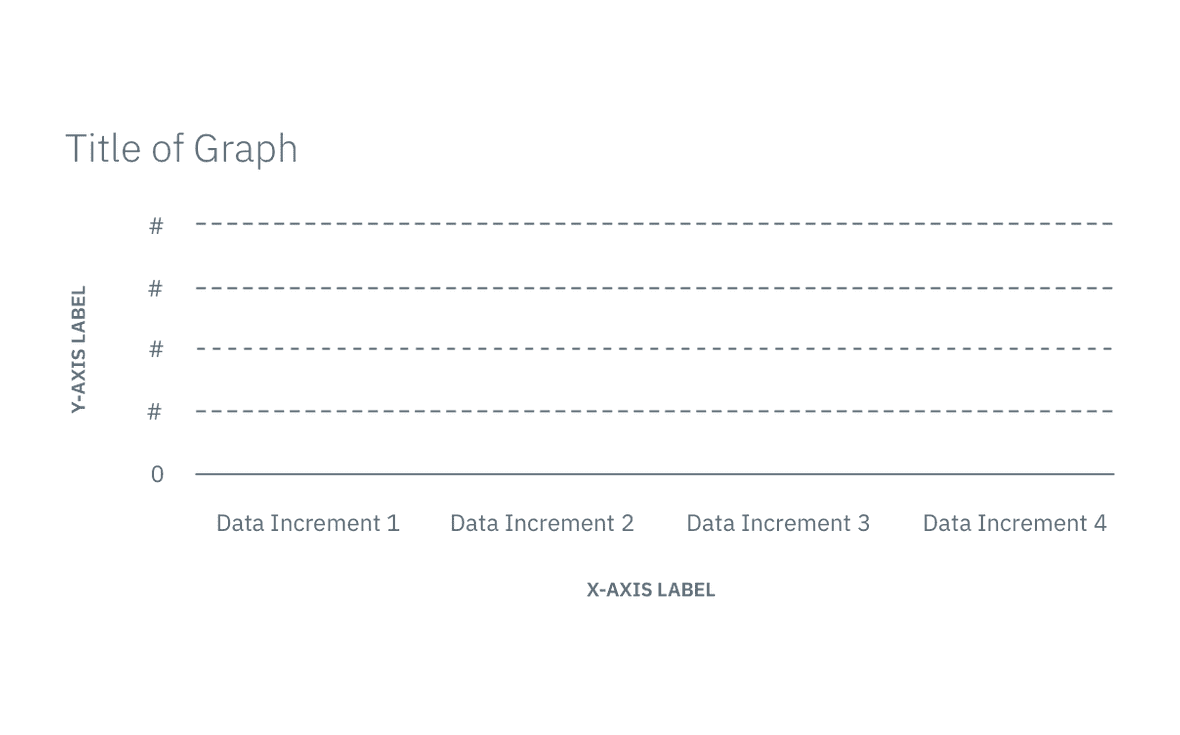 Title of Graph
#
#
#
#
0
Y-AXIS LABEL
Data Increment 1
Data Increment 2
Data Increment 3
Data Increment 4
X-AXIS LABEL